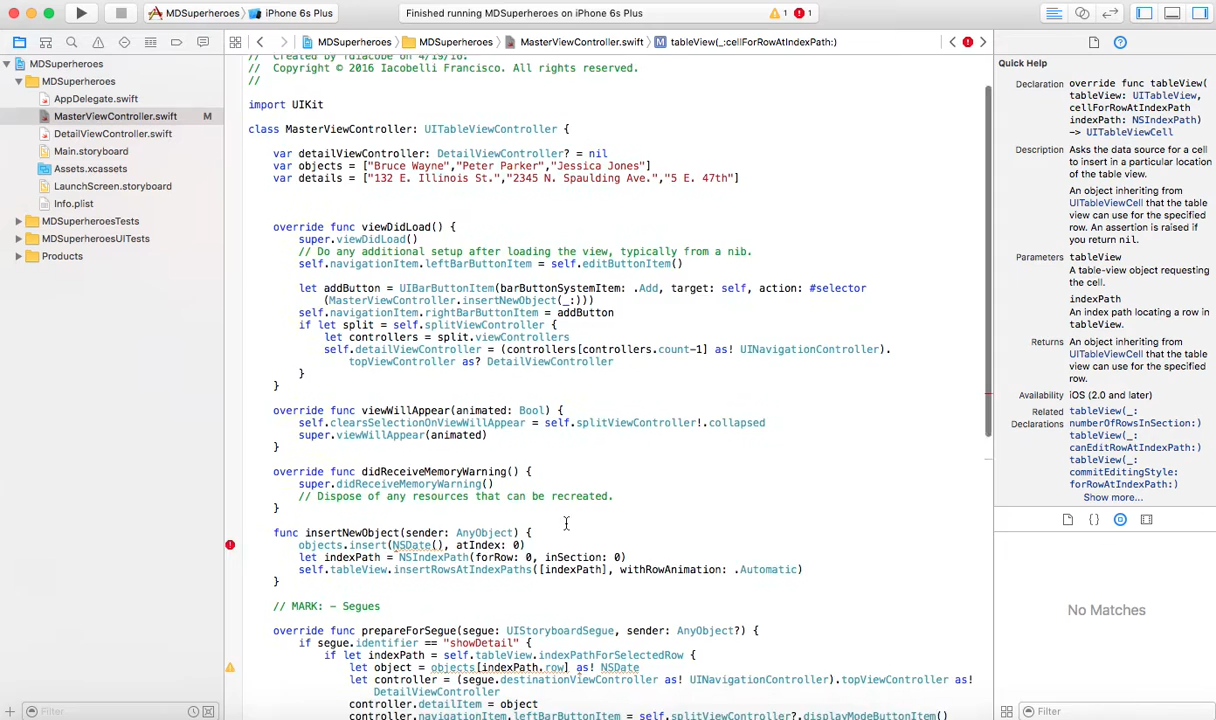 MDSuperheroes
iPhone 6s Plus
Finished running MDSuperheroes on iPhone 6s Plus
1
1
MDSuperheroes
MDSuperheroes
MasterViewController.swift
tableView(_:cellForRowAtIndexPath:)
MDSuperheroes
MDSuperheroes
AppDelegate.swift
MasterViewController.swift
M
DetailViewController.swift
Main.storyboard
Assets.xcassets
LaunchScreen.storyboard
Info.plist
MDSuperheroesTests
MDSuperheroesUITests
Products
Filter
// Created by fdiacobe on 4/19/16.
// Copyright © 2016 Iacobelli Francisco. All rights reserved.
//
import UIKit
class MasterViewController: UITableViewController {
var detailViewController: DetailViewController? = nil
var objects = ["Bruce Wayne","Peter Parker","Jessica Jones"]
var details = ["132 E. Illinois St.","2345 N. Spaulding Ave.","5 E. 47th"]
override func viewDidLoad() {
super.viewDidLoad()
// Do any additional setup after loading the view, typically from a nib.
self.navigationItem.leftBarButtonItem = self.editButtonItem()
let addButton = UIBarButtonItem(barButtonSystemItem: .Add, target: self, action: #selector
(MasterViewController.insertNewObject(_:)))
self.navigationItem.rightBarButtonItem = addButton
if let split = self.splitViewController {
let controllers = split.viewControllers
self.detailViewController = (controllers[controllers.count-1] as! UINavigationController).
topViewController as? DetailViewController
}
}
override func viewWillAppear(animated: Bool) {
self.clearsSelectionOnViewWillAppear = self.splitViewController!.collapsed
super.viewWillAppear(animated)
}
override func didReceiveMemoryWarning() {
super.didReceiveMemoryWarning()
// Dispose of any resources that can be recreated.
}
func insertNewObject(sender: AnyObject) {
objects.insert(NSDate(), atIndex: 0)
let indexPath = NSIndexPath(forRow: 0, inSection: 0)
self.tableView.insertRowsAtIndexPaths([indexPath], withRowAnimation: .Automatic)
}
// MARK: - Segues
override func prepareForSegue(segue: UIStoryboardSegue, sender: AnyObject?) {
if segue.identifier == "showDetail" {
if let indexPath = self.tableView.indexPathForSelectedRow {
let object = objects[indexPath.row] as! NSDate
let controller = (segue.destinationViewController as! UINavigationController).topViewController as!
DetailViewController
controller.detailItem = object
controller.navigationItem.leftBarButtonItem = self.splitViewController?.displayModeButtonItem()
Quick Help
Declaration override func tableView(
tableView: UITableView,
cellForRowAtIndexPath
indexPath: NSIndexPath)
-> UITableViewCell
Description Asks the data source for a cell
to insert in a particular location
of the table view.
An object inheriting from
UITableViewCell that the table
view can use for the specified
row. An assertion is raised if
you return nil.
Parameters tableView
A table-view object requesting
the cell.
indexPath
An index path locating a row in
tableView.
Returns An object inheriting from
UITableViewCell that the table
view can use for the specified
row.
Availability iOS (2.0 and later)
Related tableView(_:
Declarations numberOfRowsInSection:)
tableView(_:
canEditRowAtIndexPath:)
tableView(_:
commitEditingStyle:
forRowAtIndexPath:)
Show more...
{}
No Matches
Filter